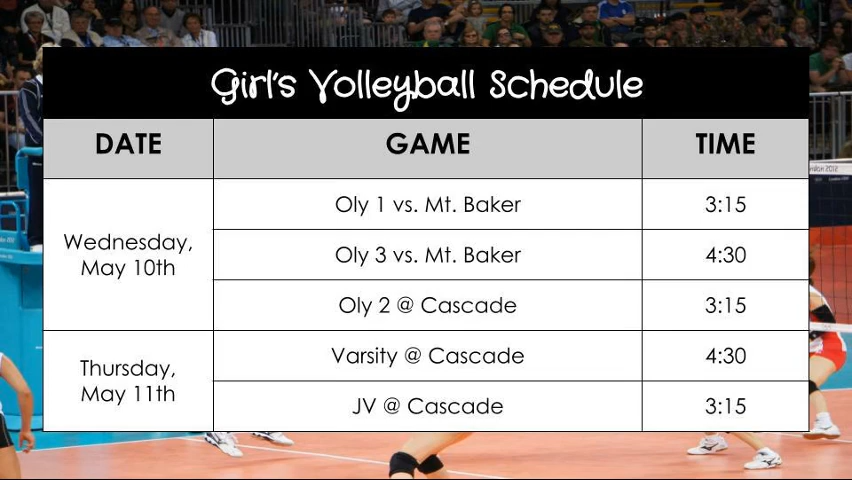 Girl's Volleyball Schedule
DATE GAME TIME
Wednesday,
May 10th
Oly 1 vs. Mt. Baker 3:15
Oly 3 vs. Mt. Baker 4:30
Oly 2 @ Cascade 3:15
Thursday,
May 11th
Varsity @ Cascade 4:30
JV @ Cascade 3:15